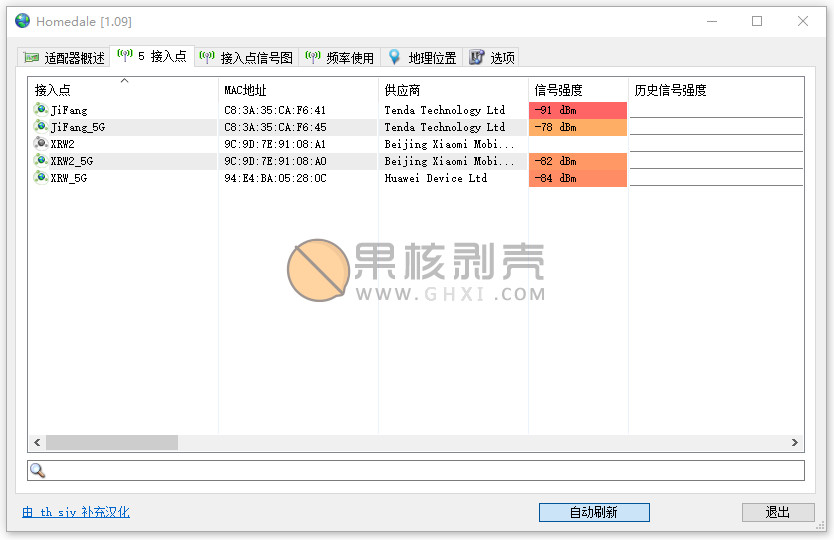 Homedale [1.09]
适配器概述 5 接入点 接入点信号图 频率使用 地理位置 选项
接入点 MAC地址 供应商 信号强度 历史信号强度
JiFang C8:3A:35:CA:F6:41 Tenda Technology Ltd -91 dBm
JiFang_5G C8:3A:35:CA:F6:45 Tenda Technology Ltd -78 dBm
XRW2 9C:9D:7E:91:08:A1 Beijing Xiaomi Mobi...
XRW2_5G 9C:9D:7E:91:08:A0 Beijing Xiaomi Mobi... -82 dBm
XRW_5G 94:E4:BA:05:28:0C Huawei Device Ltd -84 dBm
果核剥壳
WWW.GHXI.COM
由 th_sjy 补充汉化 自动刷新 退出